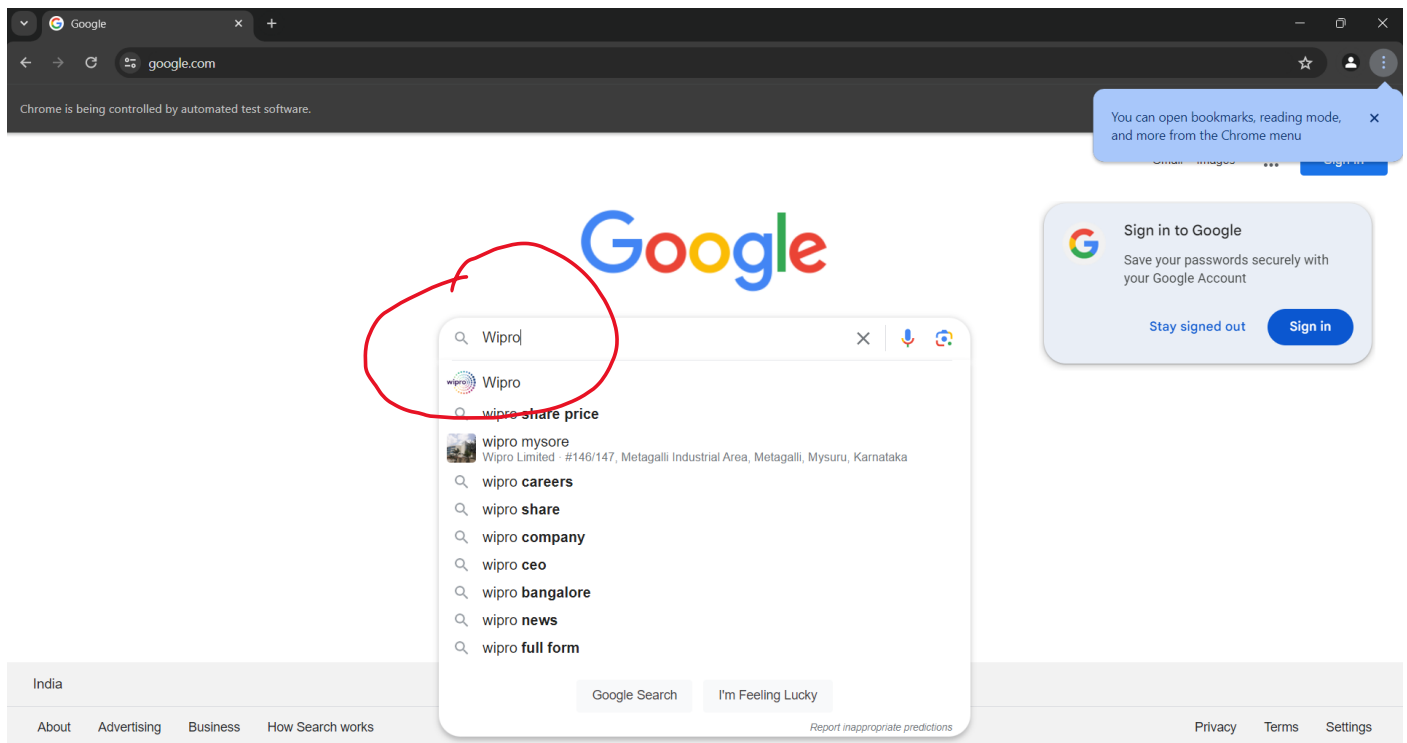 Google
google.com
Chrome is being controlled by automated test software.
You can open bookmarks, reading mode,
and more from the Chrome menu
Google
Sign in to Google
Save your passwords securely with
your Google Account
Stay signed out
Sign in
Wipro
wipro
Wipro
wipro share price
wipro mysore
Wipro Limited · #146/147, Metagalli Industrial Area, Metagalli, Mysuru, Karnataka
wipro careers
wipro share
wipro company
wipro ceo
wipro bangalore
wipro news
wipro full form
India
Google Search I'm Feeling Lucky
Report inappropriate predictions
About Advertising Business How Search works
Privacy Terms Settings